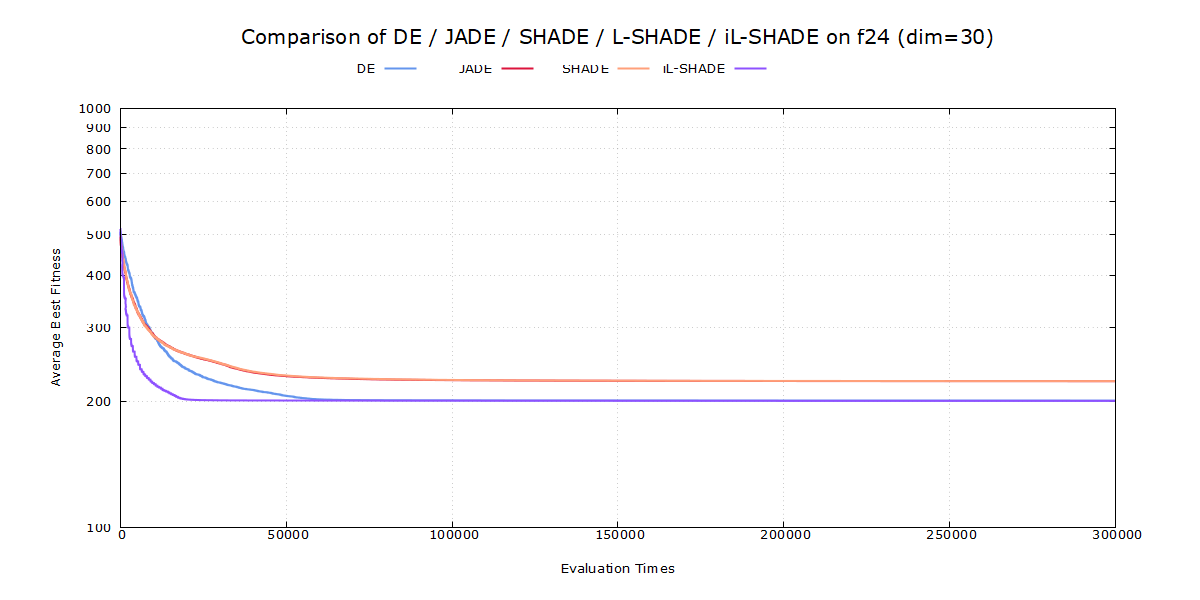 Comparison of DE / JADE / SHADE / L-SHADE / iL-SHADE on f24 (dim=30)
DE JADE SHADE iL-SHADE
1000
900
800
700
600
500
400
300
200
100
Average Best Fitness
0 50000 100000 150000 200000 250000 300000
Evaluation Times